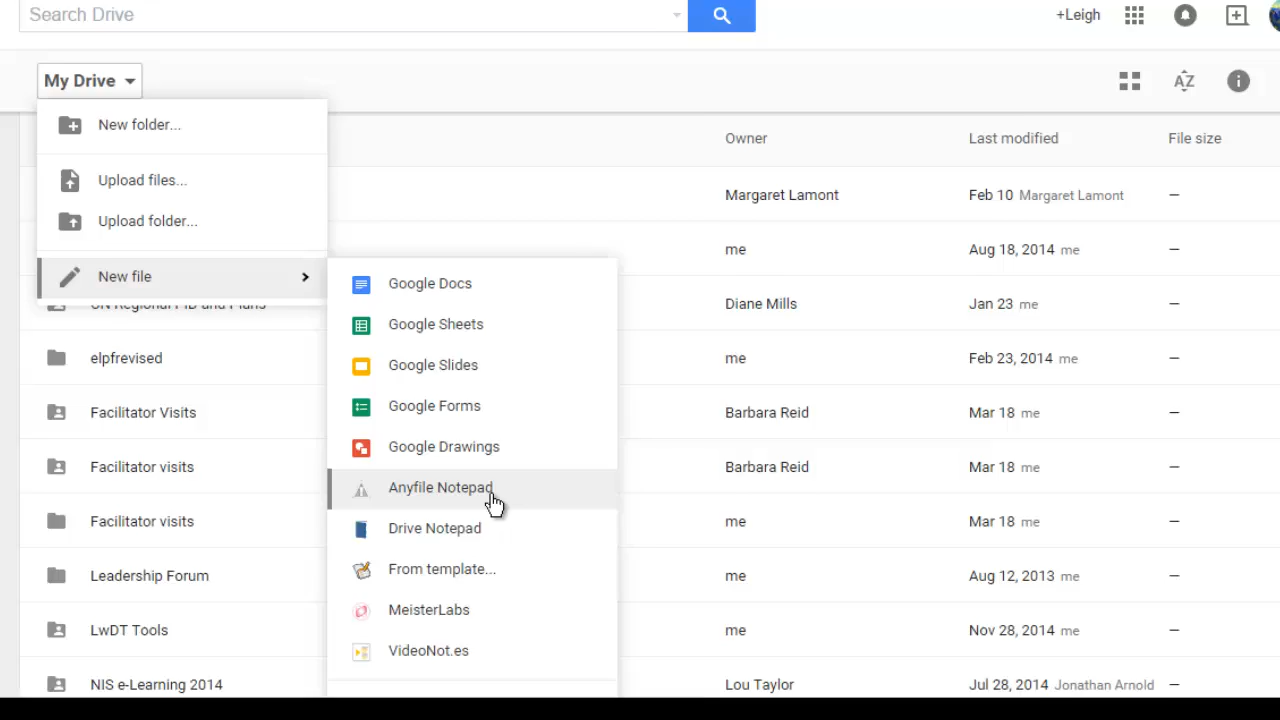 Search Drive
+Leigh
My Drive
New folder...
Upload files...
Upload folder...
New file
Google Docs
Google Sheets
Google Slides
Google Forms
Google Drawings
Anyfile Notepad
Drive Notepad
From template...
MeisterLabs
VideoNot.es
Owner Last modified File size
Margaret Lamont Feb 10 Margaret Lamont –
me Aug 18, 2014 me –
Regional and Plans Diane Mills Jan 23 me –
elpfrevised me Feb 23, 2014 me –
Facilitator Visits Barbara Reid Mar 18 me –
Facilitator visits Barbara Reid Mar 18 me –
Facilitator visits me Mar 18 me –
Leadership Forum me Aug 12, 2013 me –
LwDT Tools me Nov 28, 2014 me –
NIS e-Learning 2014 Lou Taylor Jul 28, 2014 Jonathan Arnold –